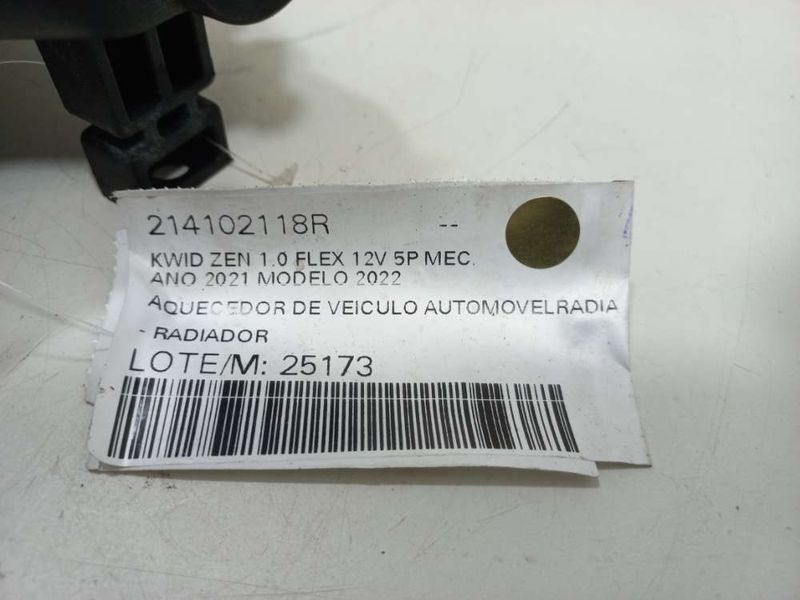 214102118R --
KWID ZEN 1.0 FLEX 12V 5P MEC.
ANO 2021 MODELO 2022
AQUECEDOR DE VEICULO AUTOMOVELRADIA
- RADIADOR
LOTE/M: 25173